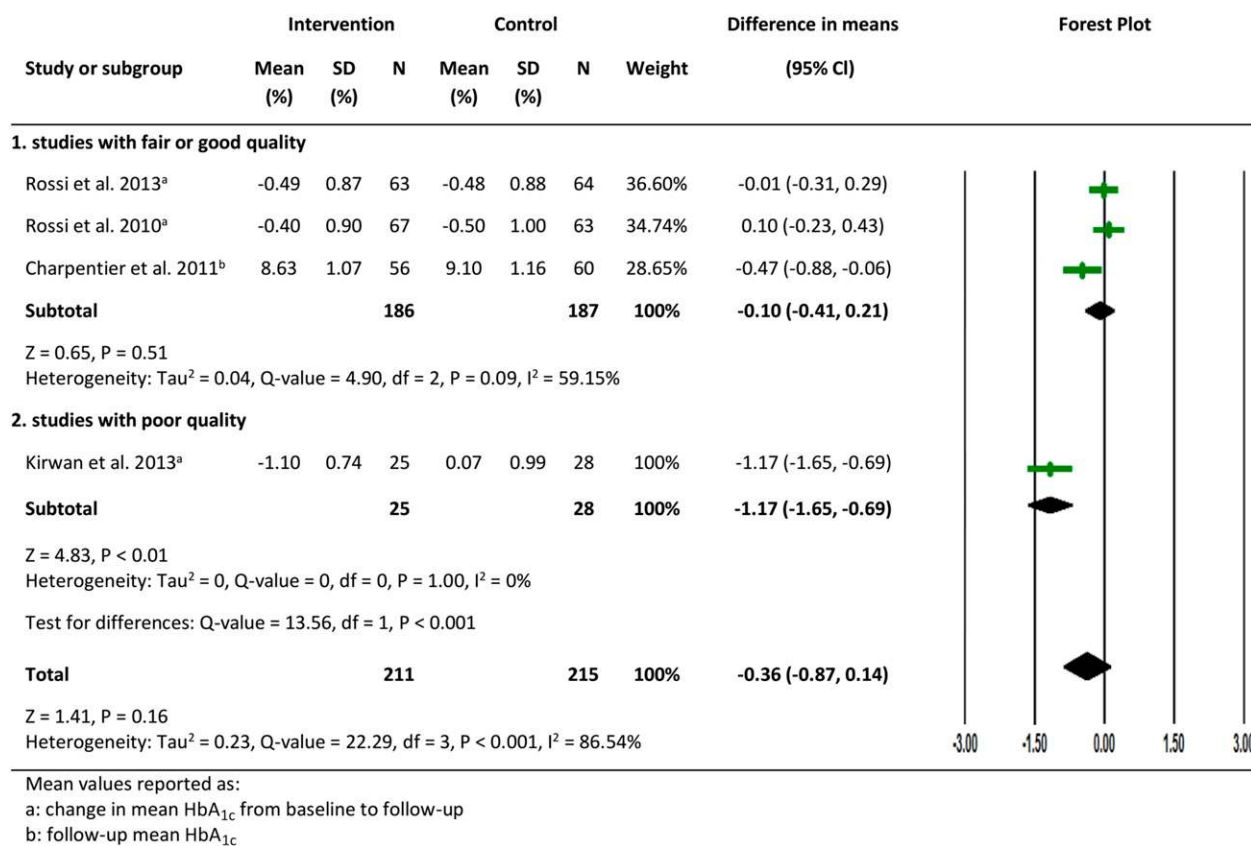 Intervention Control Difference in means Forest Plot
Study or subgroup Mean SD N Mean SD N Weight (95% CI)
(%) (%) (%) (%)
1. studies with fair or good quality
Rossi et al. 2013ᵃ -0.49 0.87 63 -0.48 0.88 64 36.60% -0.01 (-0.31, 0.29)
Rossi et al. 2010ᵃ -0.40 0.90 67 -0.50 1.00 63 34.74% 0.10 (-0.23, 0.43)
Charpentier et al. 2011ᵇ 8.63 1.07 56 9.10 1.16 60 28.65% -0.47 (-0.88, -0.06)
Subtotal 186 187 100% -0.10 (-0.41, 0.21)
Z = 0.65, P = 0.51
Heterogeneity: Tau² = 0.04, Q-value = 4.90, df = 2, P = 0.09, I² = 59.15%
2. studies with poor quality
Kirwan et al. 2013ᵃ -1.10 0.74 25 0.07 0.99 28 100% -1.17 (-1.65, -0.69)
Subtotal 25 28 100% -1.17 (-1.65, -0.69)
Z = 4.83, P < 0.01
Heterogeneity: Tau² = 0, Q-value = 0, df = 0, P = 1.00, I² = 0%
Test for differences: Q-value = 13.56, df = 1, P < 0.001
Total 211 215 100% -0.36 (-0.87, 0.14)
Z = 1.41, P = 0.16
Heterogeneity: Tau² = 0.23, Q-value = 22.29, df = 3, P < 0.001, I² = 86.54%
-3.00 -1.50 0.00 1.50 3.00
Mean values reported as:
a: change in mean HbA₁c from baseline to follow-up
b: follow-up mean HbA₁c